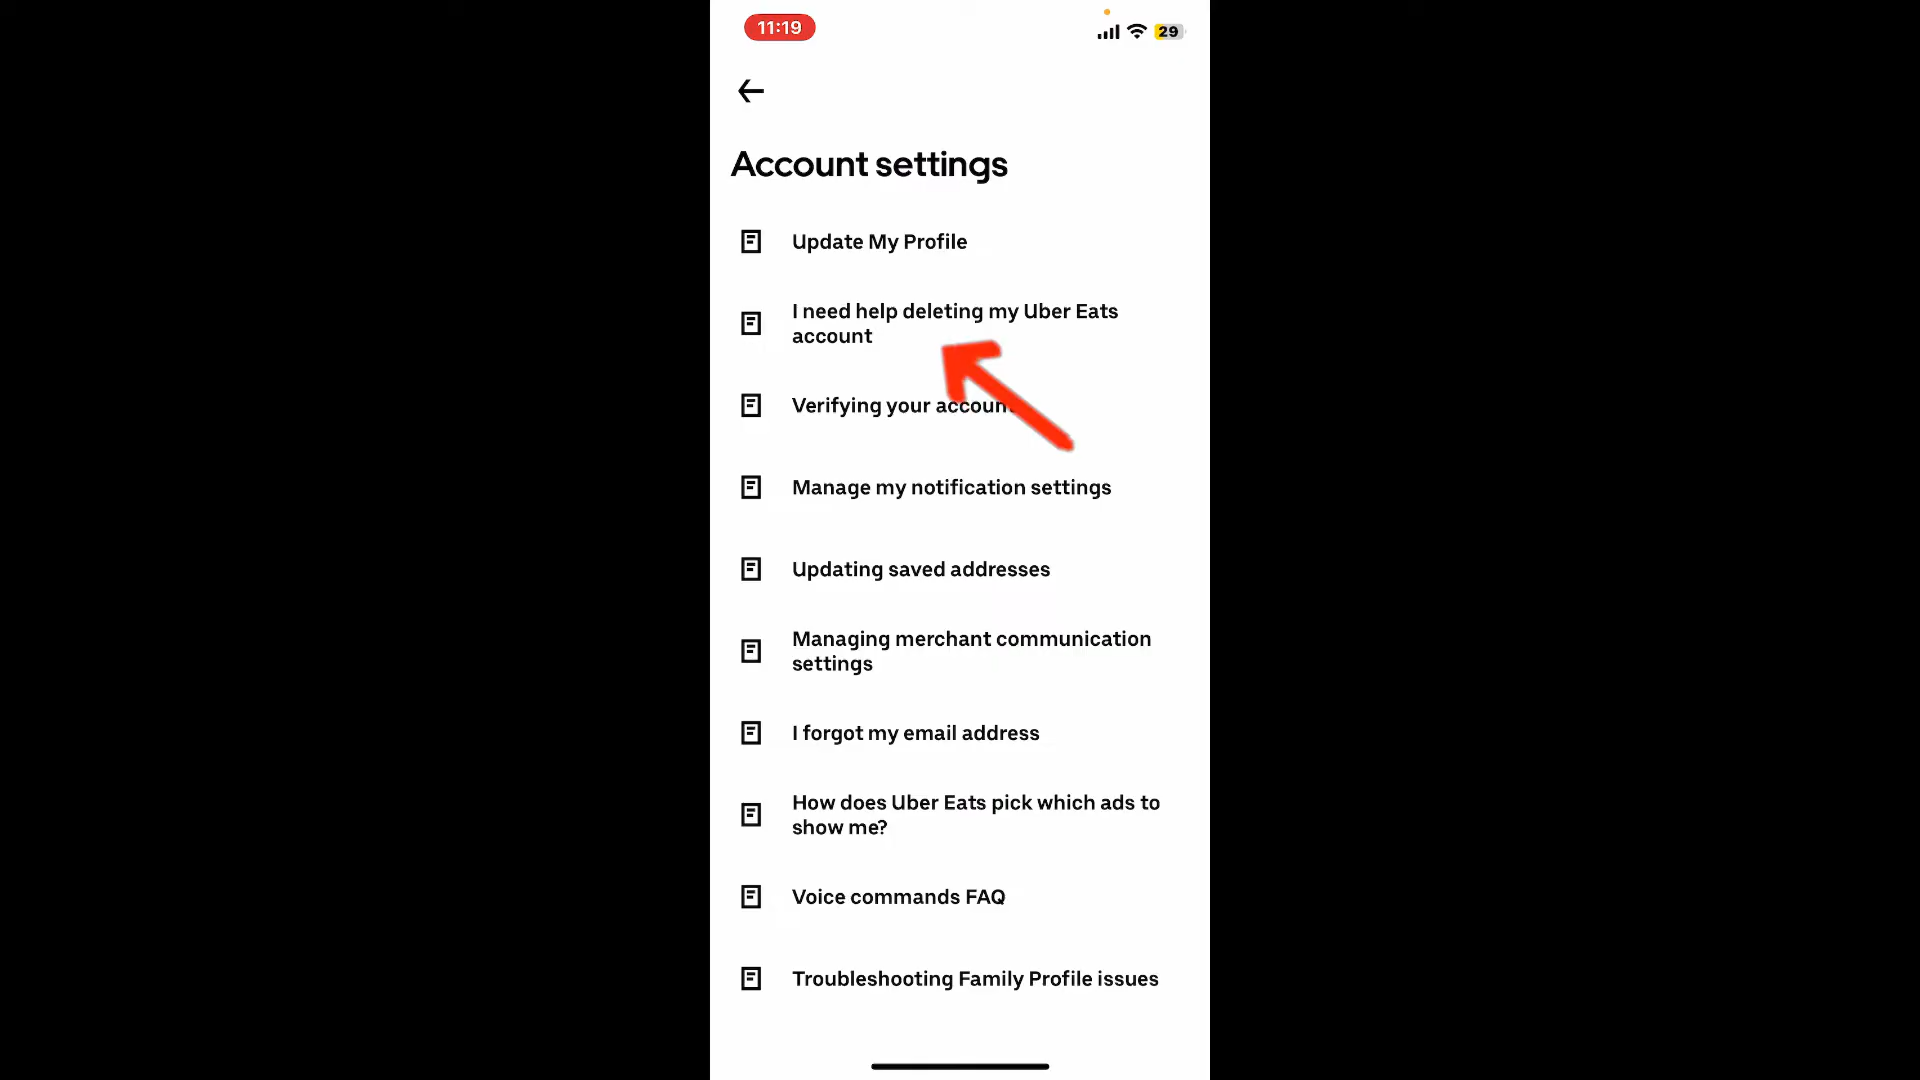 11:19
29
Account settings
Update My Profile
I need help deleting my Uber Eats
account
Verifying your account
Manage my notification settings
Updating saved addresses
Managing merchant communication
settings
I forgot my email address
How does Uber Eats pick which ads to
show me?
Voice commands FAQ
Troubleshooting Family Profile issues